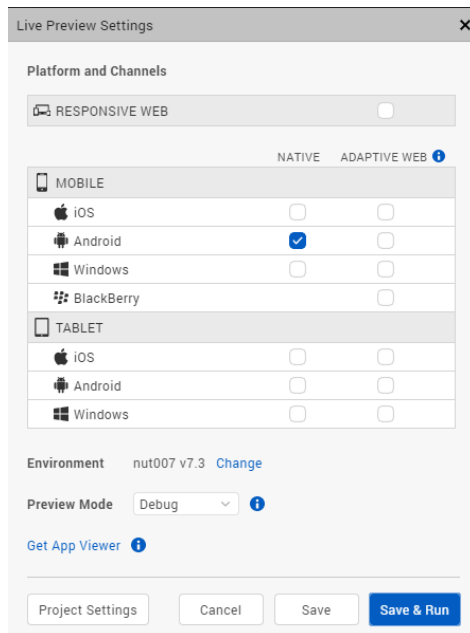 Live Preview Settings
Platform and Channels
RESPONSIVE WEB
NATIVE ADAPTIVE WEB
MOBILE
iOS
Android
Windows
BlackBerry
TABLET
iOS
Android
Windows
Environment nut007 v7.3 Change
Preview Mode Debug
Get App Viewer
Project Settings Cancel Save Save & Run